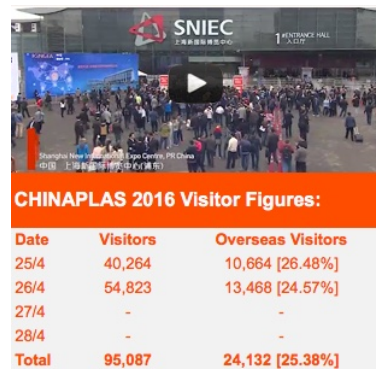 SNIEC
上海新国际博览中心
1 #ENTRANCE HALL
入口厅
Shanghai New International Expo Centre, PR China
中国 上海新国际博览中心(浦东)
CHINAPLAS 2016 Visitor Figures:
Date Visitors Overseas Visitors
25/4 40,264 10,664 [26.48%]
26/4 54,823 13,468 [24.57%]
27/4 - -
28/4 - -
Total 95,087 24,132 [25.38%]